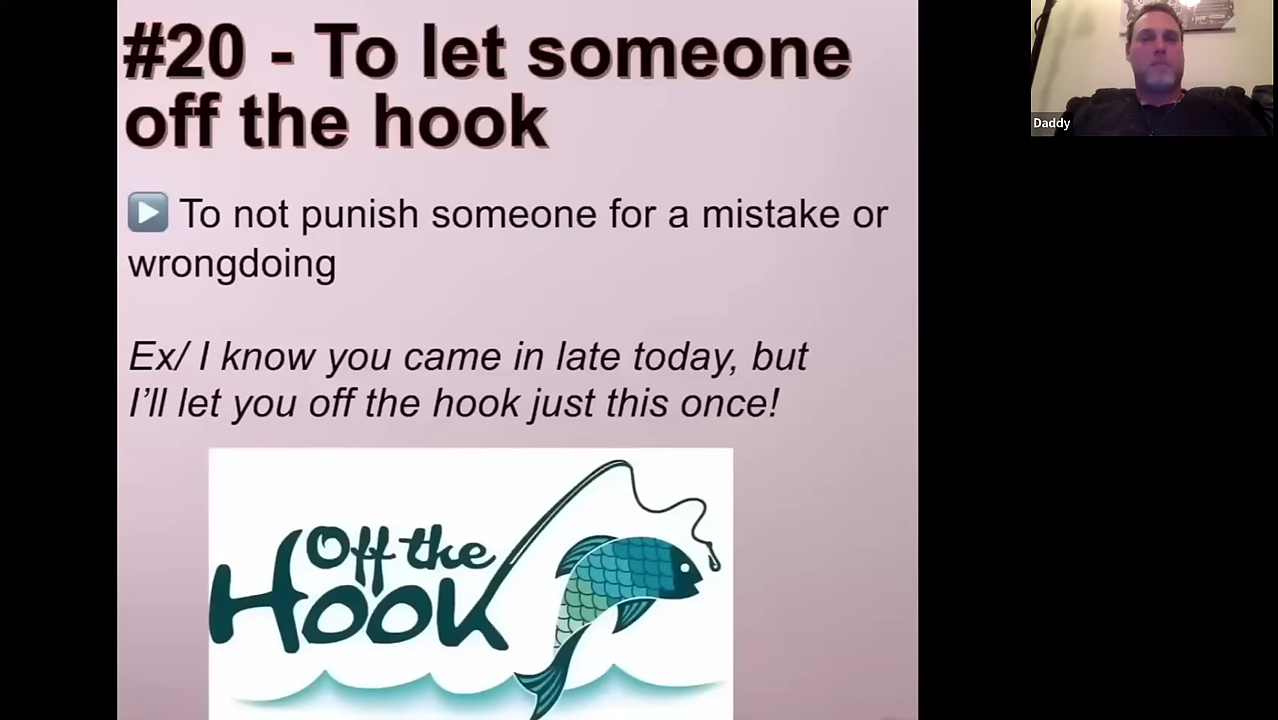 #20 - To let someone
off the hook
▶️ To not punish someone for a mistake or
wrongdoing
Ex/ I know you came in late today, but
I’ll let you off the hook just this once!
Off the
Hook
Daddy